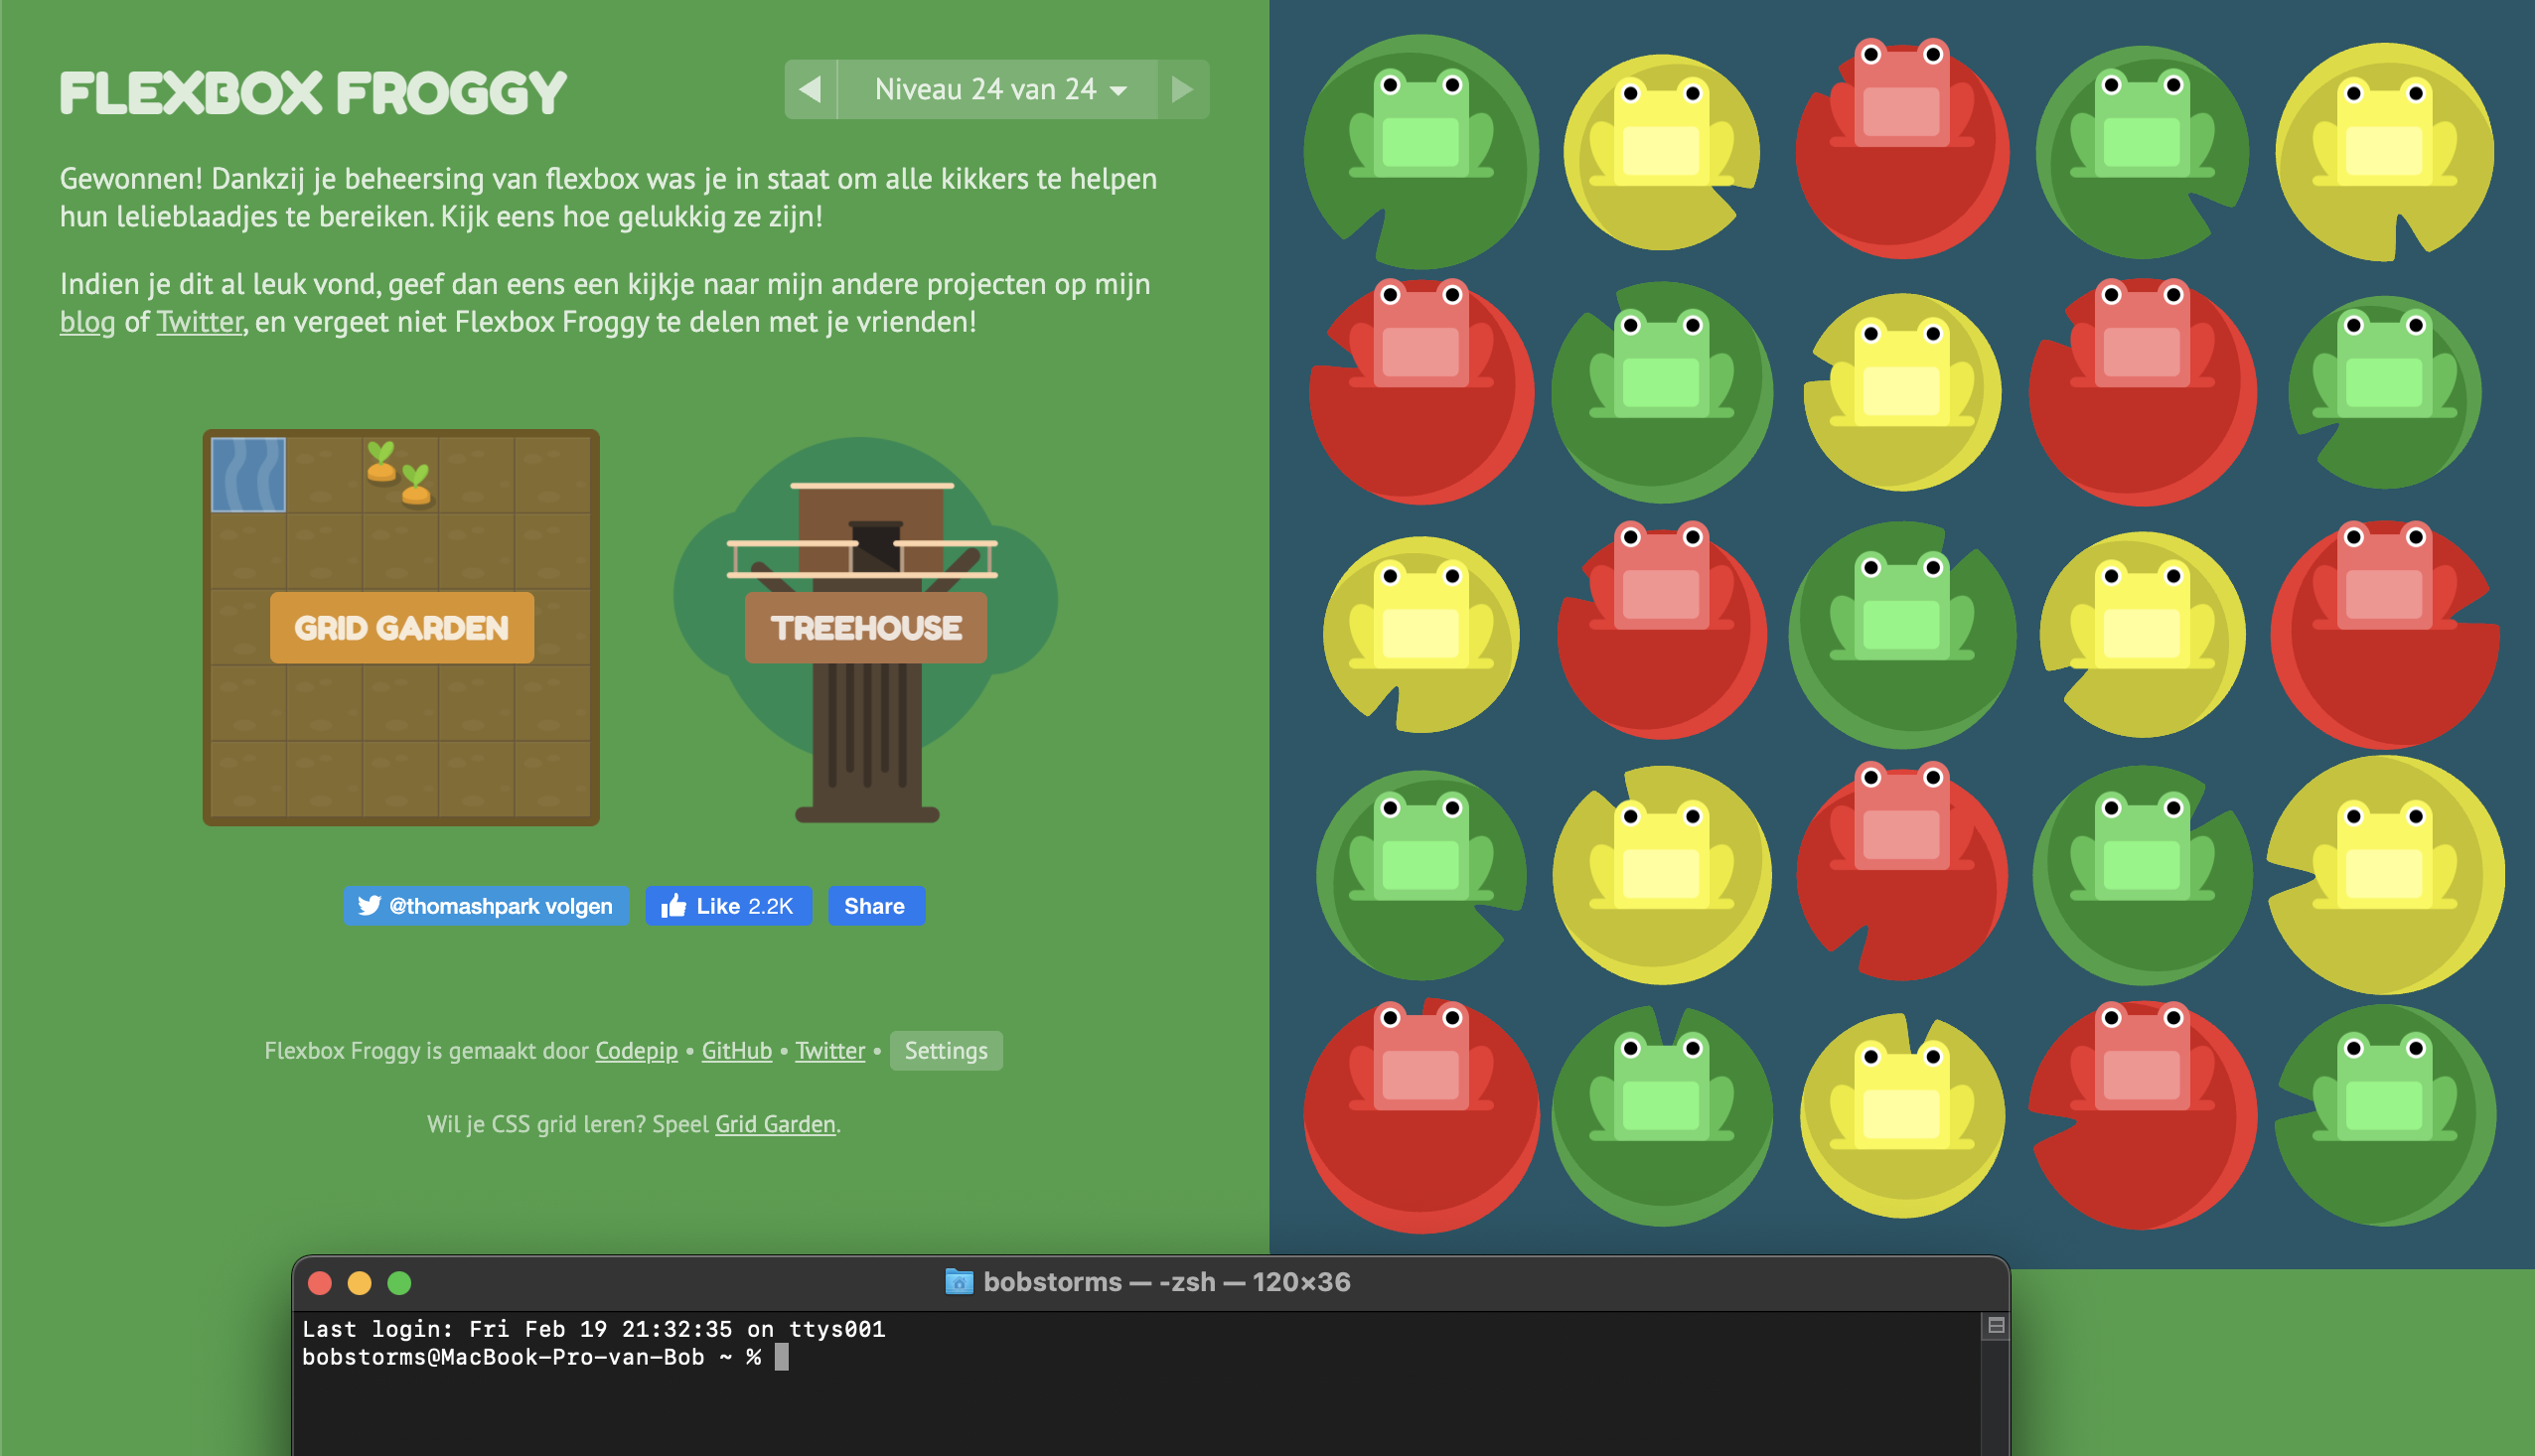 FLEXBOX FROGGY
Niveau 24 van 24
Gewonnen! Dankzij je beheersing van flexbox was je in staat om alle kikkers te helpen
hun lelieblaadjes te bereiken. Kijk eens hoe gelukkig ze zijn!
Indien je dit al leuk vond, geef dan eens een kijkje naar mijn andere projecten op mijn
blog of Twitter, en vergeet niet Flexbox Froggy te delen met je vrienden!
GRID GARDEN
TREEHOUSE
@thomashpark volgen
Like 2.2K
Share
Flexbox Froggy is gemaakt door Codepip • GitHub • Twitter • Settings
Wil je CSS grid leren? Speel Grid Garden.
bobstorms — -zsh — 120×36
Last login: Fri Feb 19 21:32:35 on ttys001
bobstorms@MacBook-Pro-van-Bob ~ %